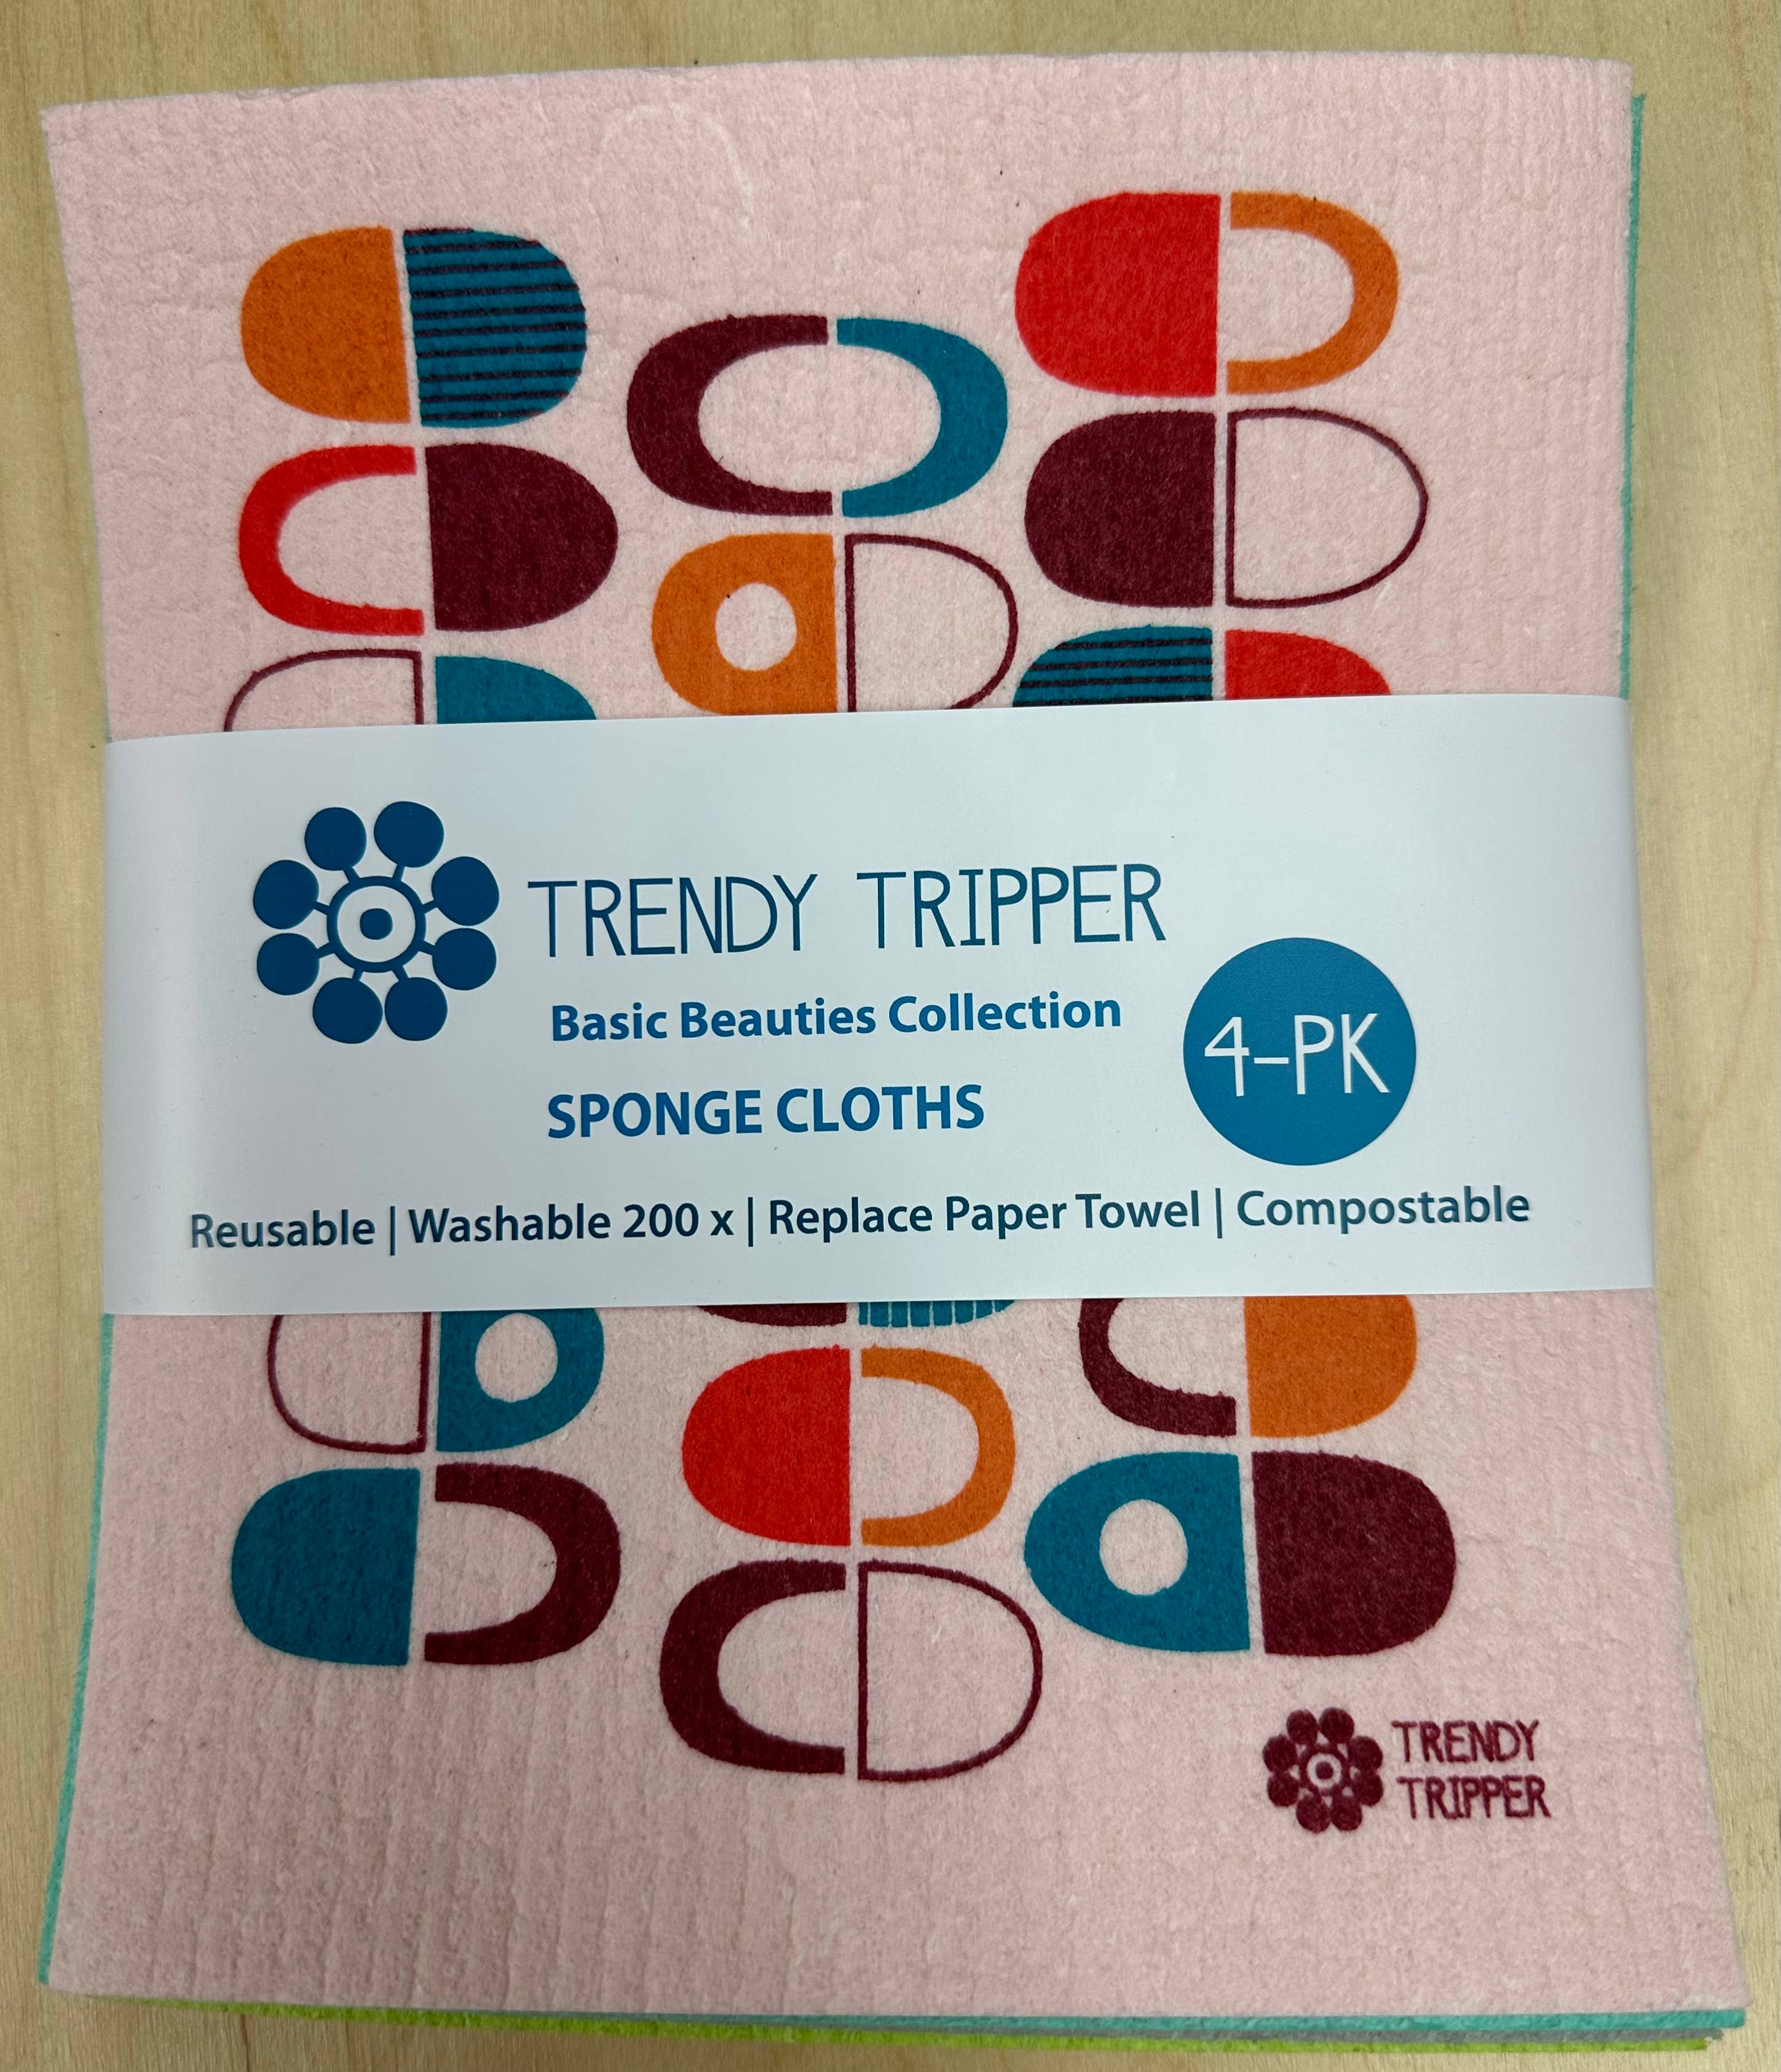 TRENDY TRIPPER
Basic Beauties Collection
4-PK
SPONGE CLOTHS
Reusable | Washable 200 x | Replace Paper Towel | Compostable
TRENDY
TRIPPER